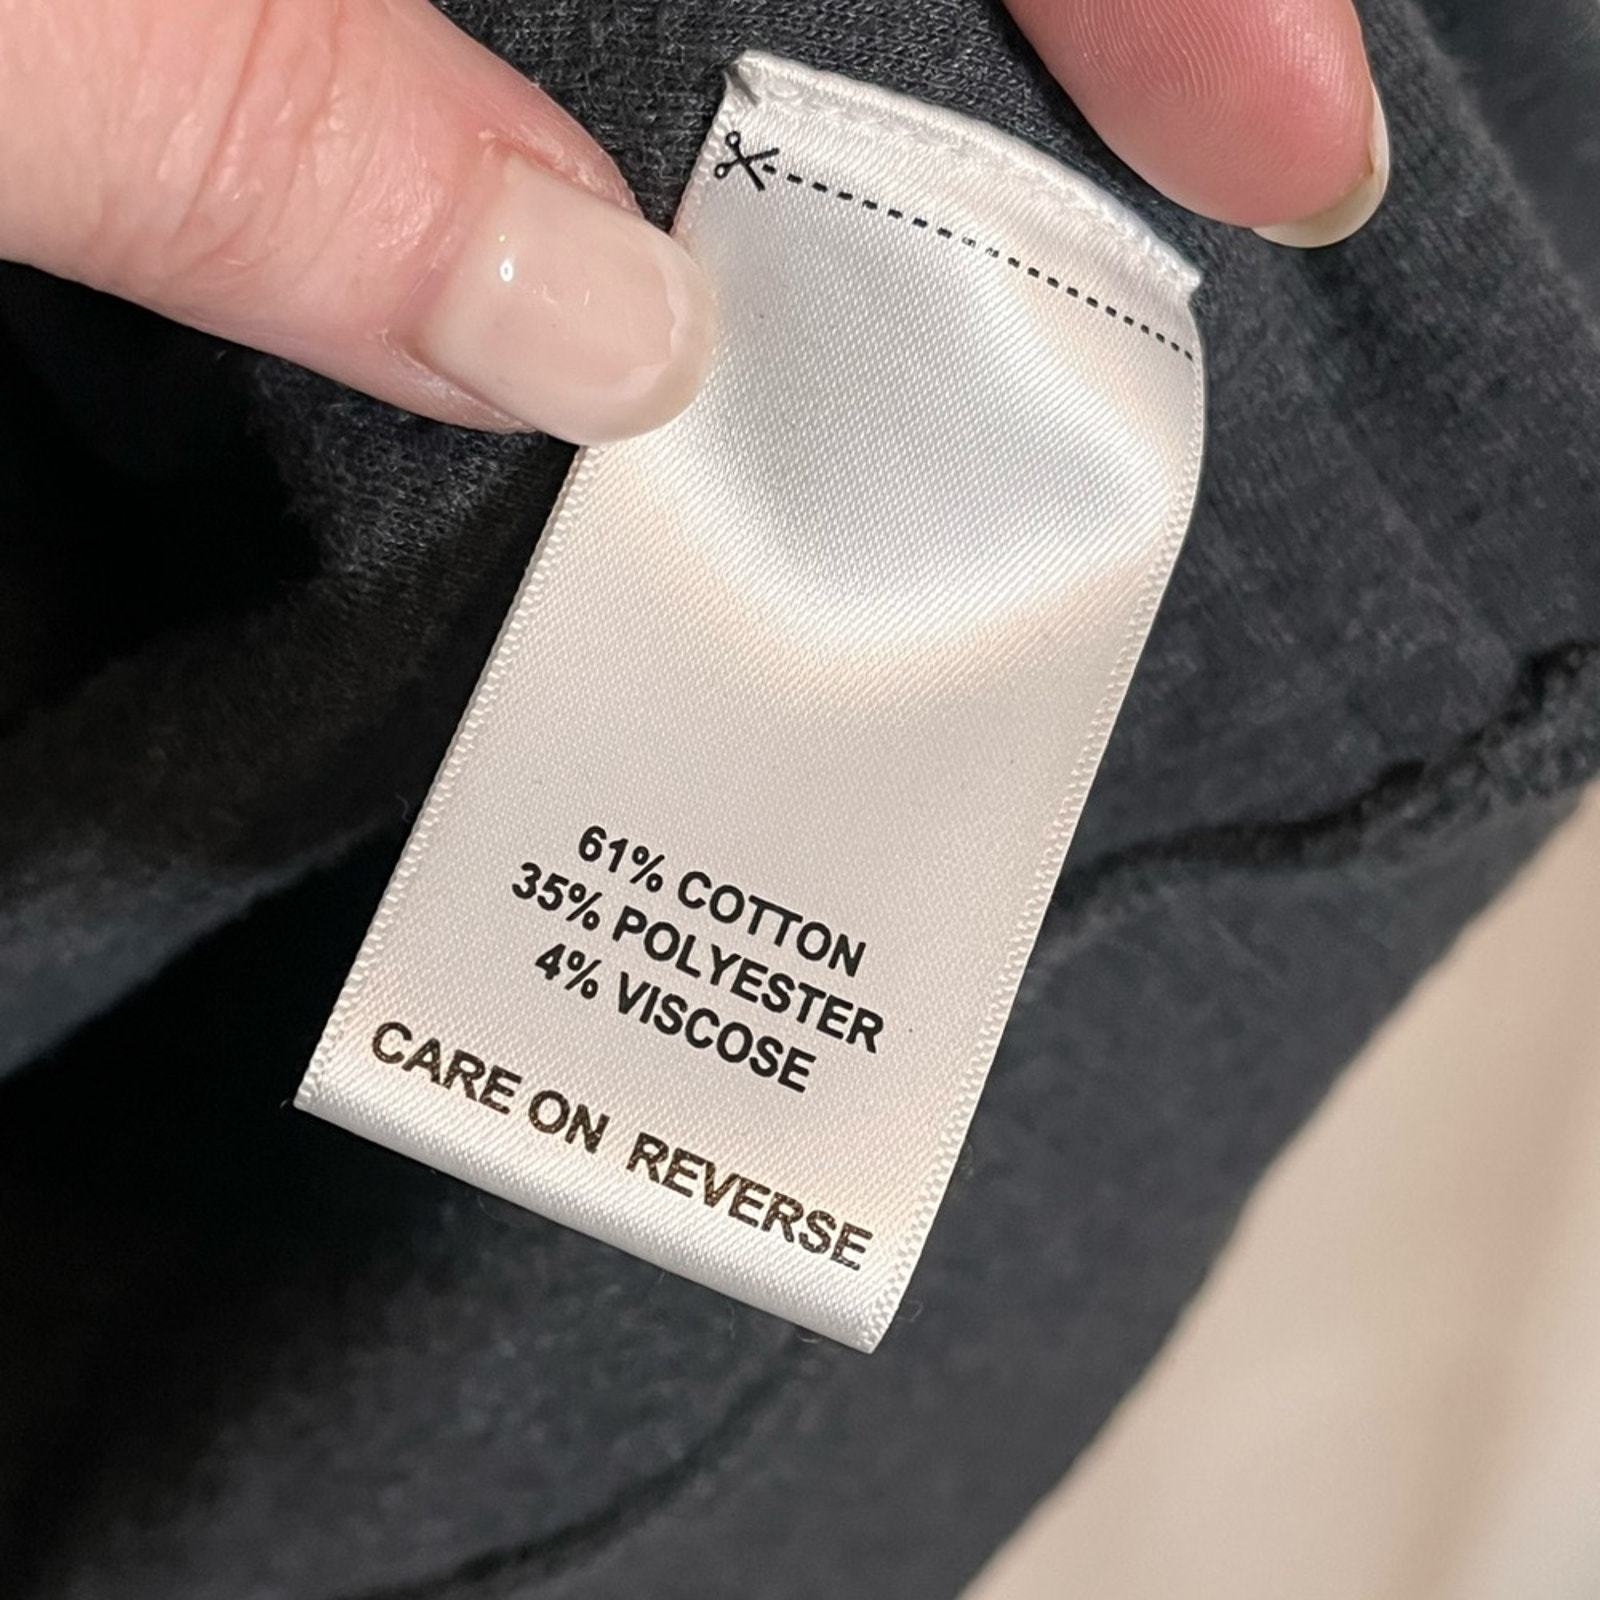 61% COTTON
35% POLYESTER
4% VISCOSE
CARE ON REVERSE